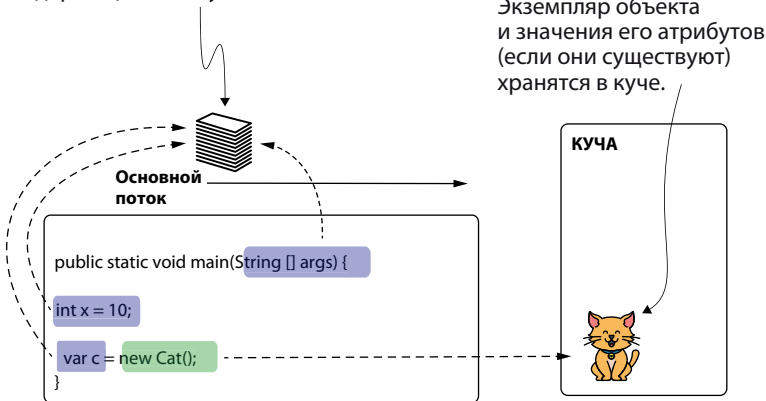 Экземпляр объекта
и значения его атрибутов
(если они существуют)
хранятся в куче.
КУЧА
Основной
поток
public static void main(String [] args) {
int x = 10;
var c = new Cat();
}